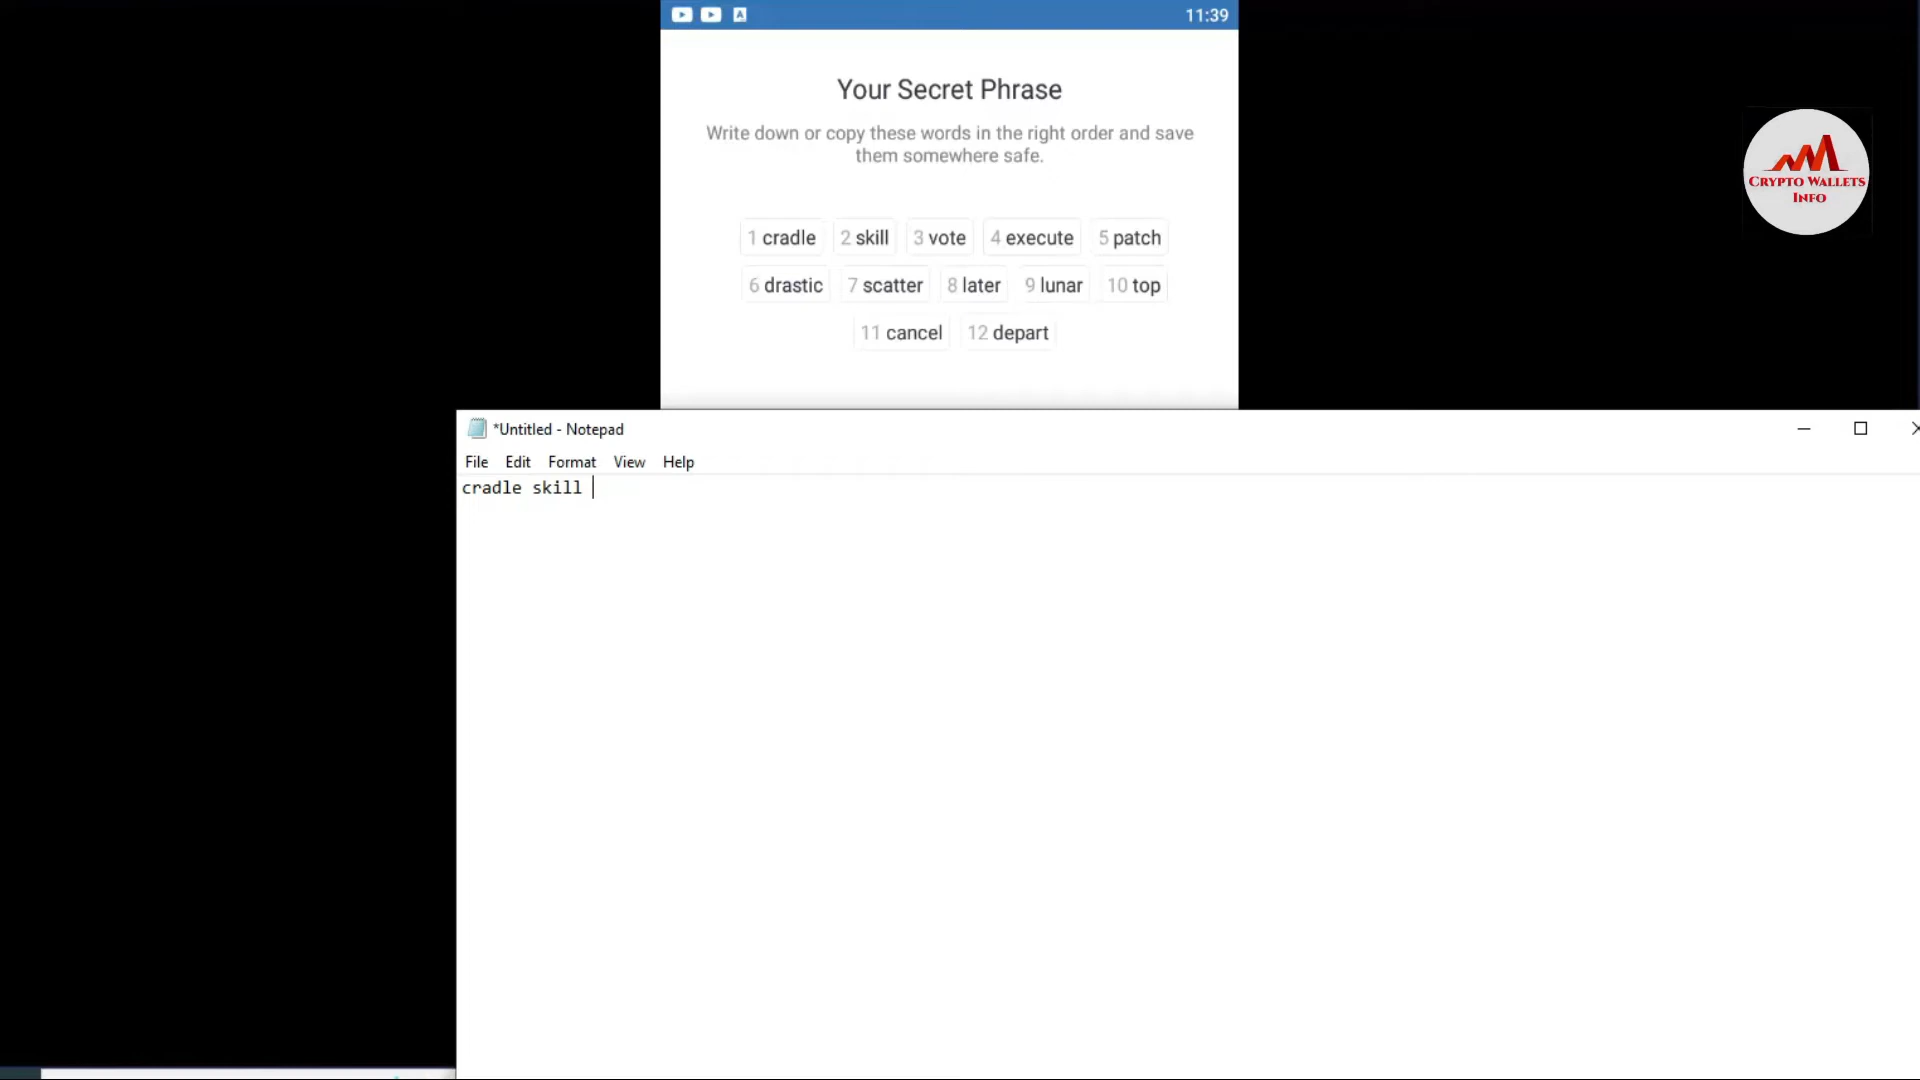 11:39
Your Secret Phrase
Write down or copy these words in the right order and save
them somewhere safe.
1 cradle 2 skill 3 vote 4 execute 5 patch
6 drastic 7 scatter 8 later 9 lunar 10 top
11 cancel 12 depart
Crypto Wallets
Info
*Untitled - Notepad
File Edit Format View Help
cradle skill